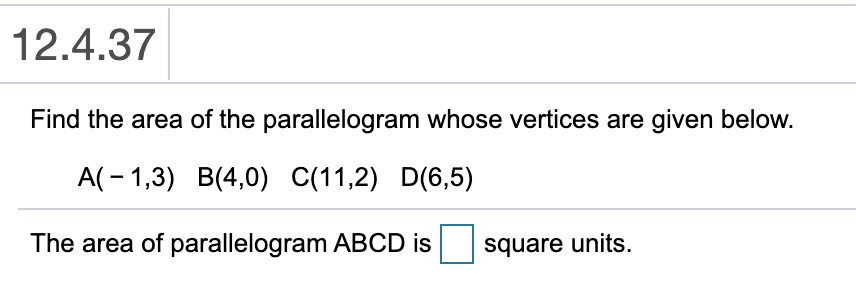 12.4.37
Find the area of the parallelogram whose vertices are given below.
A( − 1,3) B(4,0) C(11,2) D(6,5)
The area of parallelogram ABCD is square units.